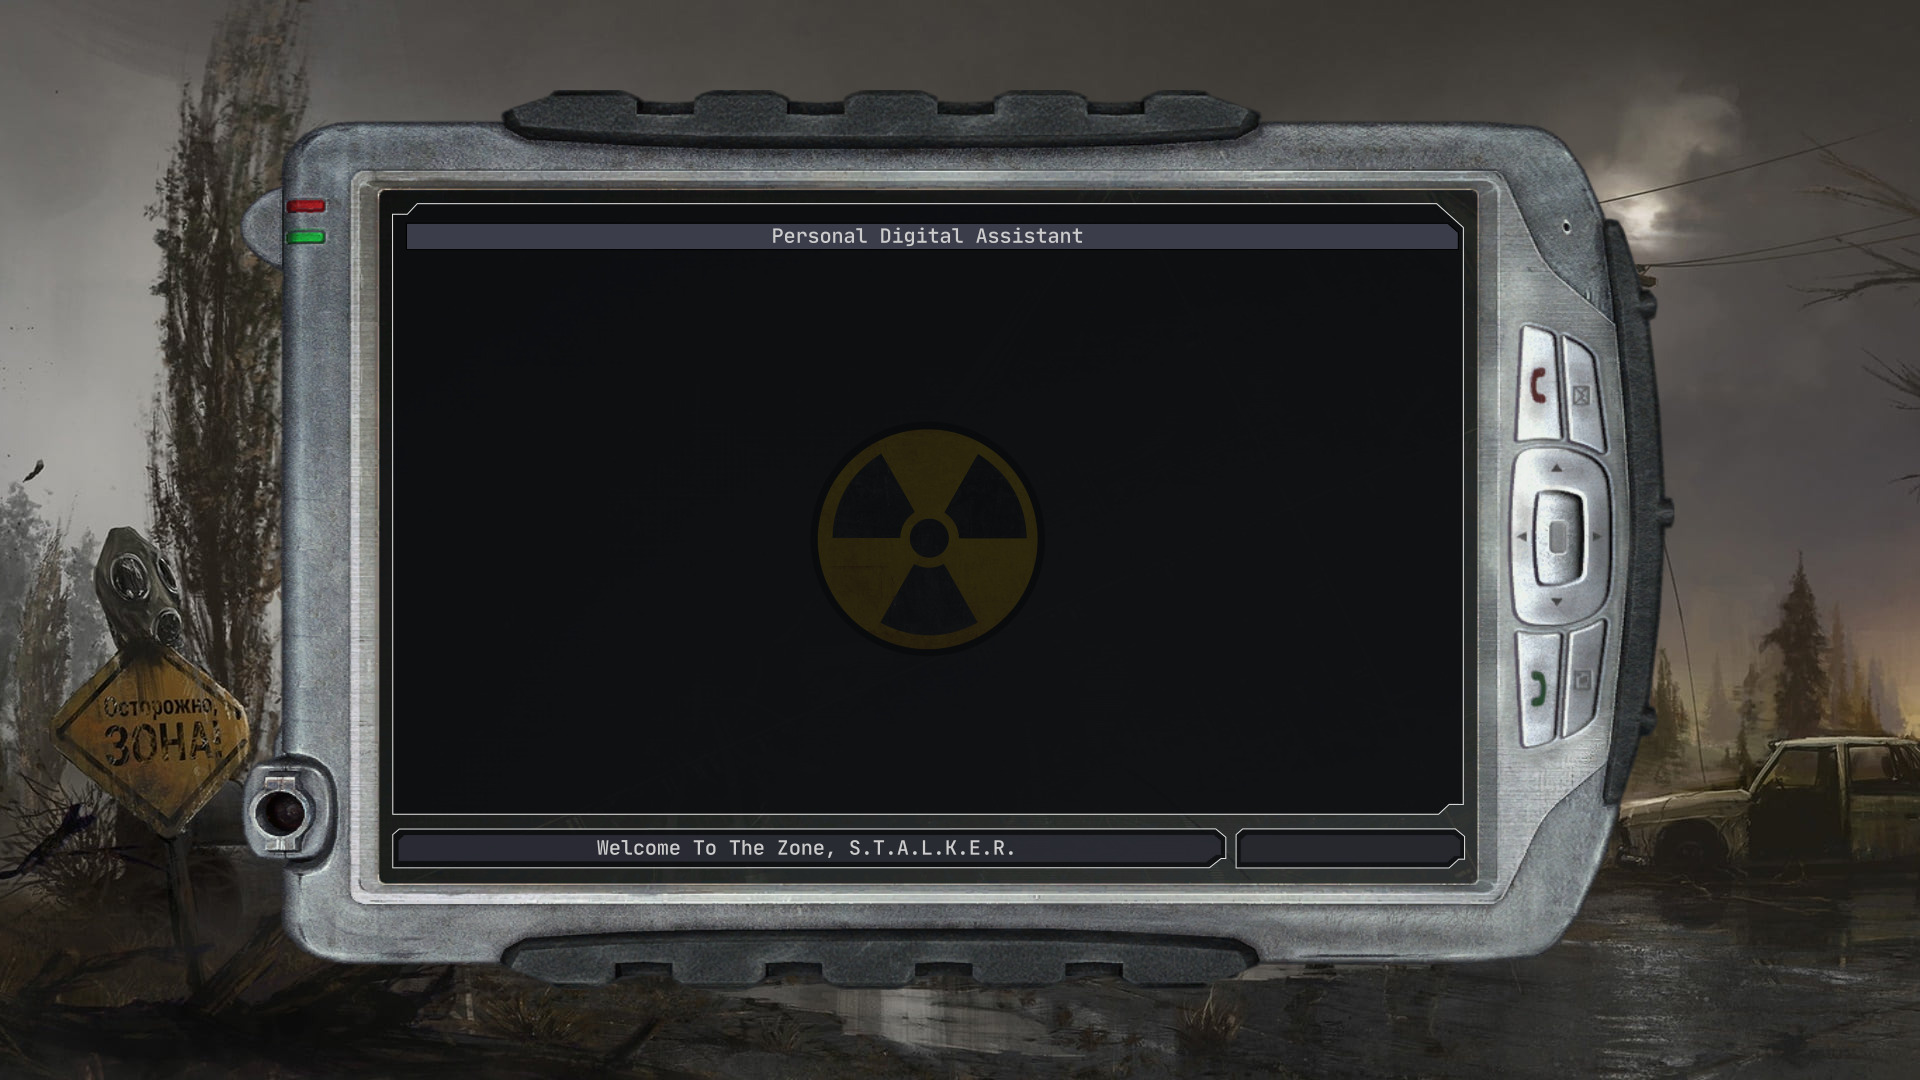 Personal Digital Assistant
Осторожно,
ЗОНА!
Welcome To The Zone, S.T.A.L.K.E.R.